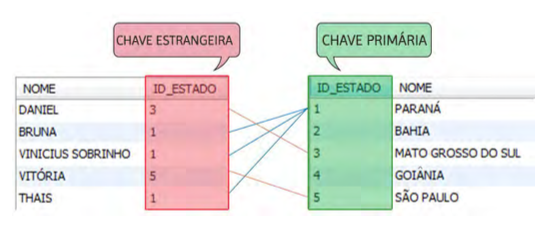 CHAVE ESTRANGEIRA
CHAVE PRIMÁRIA
NOME ID_ESTADO ID_ESTADO NOME
DANIEL 3 1 PARANÁ
BRUNA 1 2 BAHIA
VINICIUS SOBRINHO 1 3 MATO GROSSO DO SUL
VITÓRIA 5 4 GOIÂNIA
THAIS 1 5 SÃO PAULO